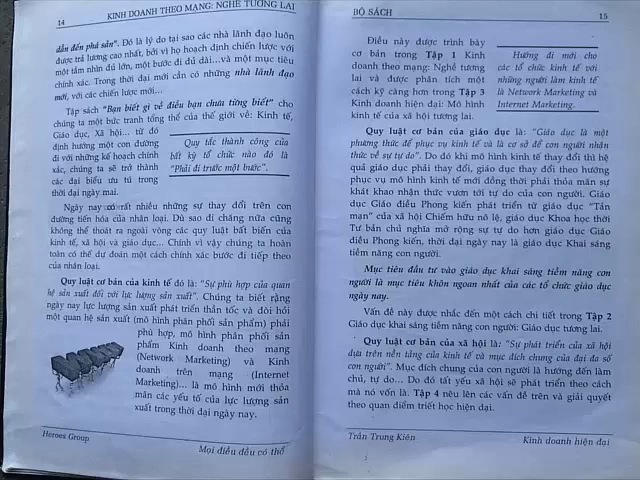 14
KINH DOANH THEO MẠNG: NGHỀ TƯƠNG LAI
dẫn đến phá sản". Đó là lý do tại sao các nhà lãnh đạo luôn
được trả lương cao nhất, bởi vì họ hoạch định chiến lược với
một tầm nhìn đủ lớn, một bước đi đủ dài...và một mục tiêu
chính xác. Trong thời đại mới cần có những nhà lãnh đạo
mới, với các chiến lược mới...
Tập sách "Bạn biết gì về điều bạn chưa từng biết" cho
chúng ta một bức tranh tổng thể của thế giới về: Kinh tế,
Giáo dục, Xã hội... từ đó
định hướng một con đường
đi với những kế hoạch chính
xác, chúng ta sẽ trở thành
các đại biểu ưu tú trong
thời đại ngày mai.
Quy tắc thành công của
bất kỳ tổ chức nào đó là
"Phải đi trước một bước".
Ngày nay có rất nhiều những sự thay đổi trên con
đường tiến hóa của nhân loại. Dù sao đi chăng nữa cũng
không thể thoát ra ngoài vòng các quy luật bất biến của
kinh tế, xã hội và giáo dục... Chính vì vậy chúng ta hoàn
toàn có thể dự đoán một cách chính xác bước đi tiếp theo
của nhân loại.
Quy luật cơ bản của kinh tế đó là: "Sự phù hợp của quan
hệ sản xuất đối với lực lượng sản xuất". Chúng ta biết rằng
ngày nay lực lượng sản xuất phát triển thần tốc và đòi hỏi
một quan hệ sản xuất (mô hình phân phối sản phẩm) phải
phù hợp, mô hình phân phối sản
phẩm Kinh doanh theo mạng
(Network Marketing) và Kinh
doanh trên mạng (Internet
Marketing)... là mô hình mới thỏa
mãn các yếu tố của lực lượng sản
xuất trong thời đại ngày nay.
Heroes Group
Mọi điều đều có thể
BỘ SÁCH
15
Điều này được trình bày
cơ bản trong Tập 1 Kinh
doanh theo mạng: Nghề tương
lai và được phân tích một
cách kỹ càng hơn trong Tập 3
Kinh doanh hiện đại: Mô hình
kinh tế của xã hội tương lai.
Hướng đi mới cho
các tổ chức kinh tế với
những người làm kinh tế
là Network Marketing và
Internet Marketing.
Quy luật cơ bản của giáo dục là: "Giáo dục là một
phương thức để phục vụ kinh tế và là cơ sở để con người nhận
thức về sự tự do". Do đó khi mô hình kinh tế thay đổi thì hệ
quả giáo dục phải thay đổi, giáo dục thay đổi theo hướng
phục vụ mô hình kinh tế mới đồng thời phải thỏa mãn sự
khát khao nhận thức vươn tới tự do của con người. Giáo
dục Giáo điều Phong kiến phát triển từ giáo dục "Tản
mạn" của xã hội Chiếm hữu nô lệ, giáo dục Khoa học thời
Tư bản chủ nghĩa mở rộng sự tự do hơn giáo dục Giáo
điều Phong kiến, thời đại ngày nay là giáo dục Khai sáng
tiềm năng con người.
Mục tiêu đầu tư vào giáo dục khai sáng tiềm năng con
người là mục tiêu khôn ngoan nhất của các tổ chức giáo dục
ngày nay.
Vấn đề này được nhắc đến một cách chi tiết trong Tập 2
Giáo dục khai sáng tiềm năng con người: Giáo dục tương lai.
Quy luật cơ bản của xã hội là: "Sự phát triển của xã hội
dựa trên nền tảng của kinh tế và mục đích chung của đại đa số
con người". Mục đích chung của con người là hướng đến làm
chủ, tự do... Do đó tất yếu xã hội sẽ phát triển theo cách
mà nó vốn là. Tập 4 nêu lên các vấn đề trên và giải quyết
theo quan điểm triết học hiện đại.
Trần Trung Kiên
Kinh doanh hiện đại